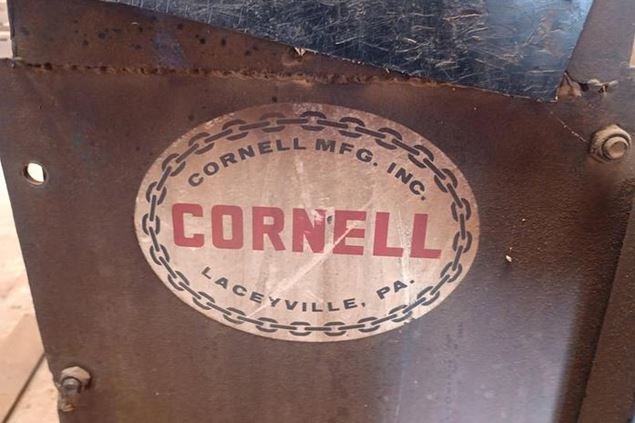 CORNELL MFG. INC.
CORNELL
LACEYVILLE, PA.